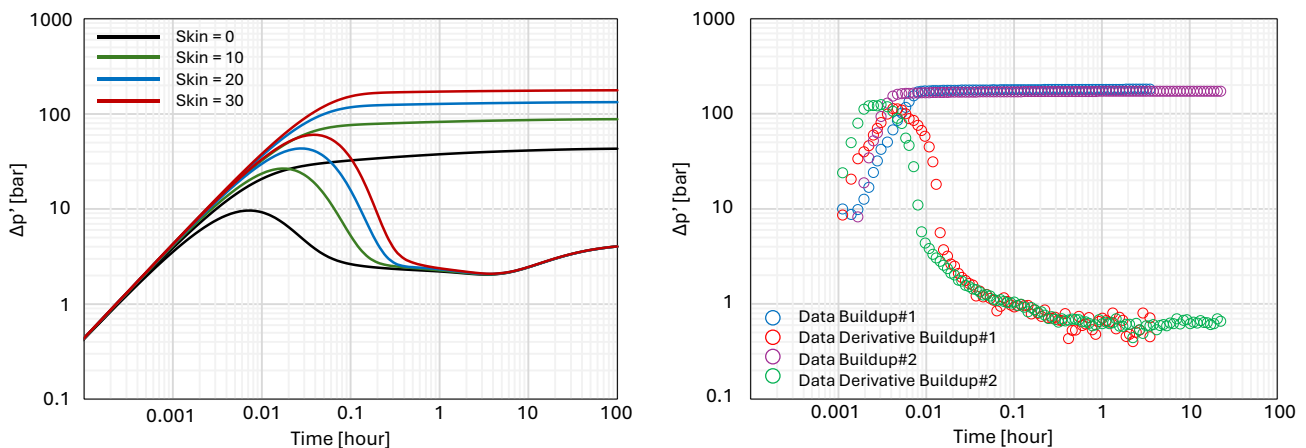 1000
100
10
1
0.1
Δp’ [bar]
Skin = 0
Skin = 10
Skin = 20
Skin = 30
0.001
0.01
0.1
1
10
100
Time [hour]
1000
100
10
1
0.1
Δp’ [bar]
Data Buildup#1
Data Derivative Buildup#1
Data Buildup#2
Data Derivative Buildup#2
0.001
0.01
0.1
1
10
100
Time [hour]